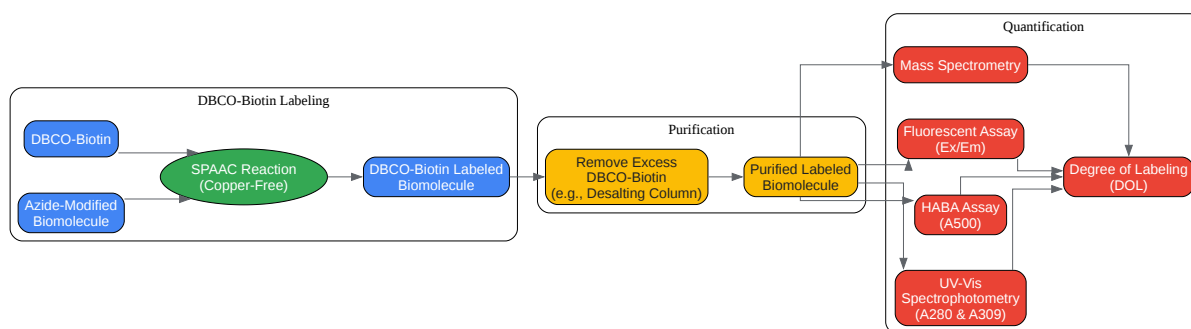 DBCO-Biotin Labeling
DBCO-Biotin
Azide-Modified
Biomolecule
SPAAC Reaction
(Copper-Free)
DBCO-Biotin Labeled
Biomolecule
Purification
Remove Excess
DBCO-Biotin
(e.g., Desalting Column)
Purified Labeled
Biomolecule
Quantification
Mass Spectrometry
Fluorescent Assay
(Ex/Em)
HABA Assay
(A500)
UV-Vis
Spectrophotometry
(A280 & A309)
Degree of Labeling
(DOL)